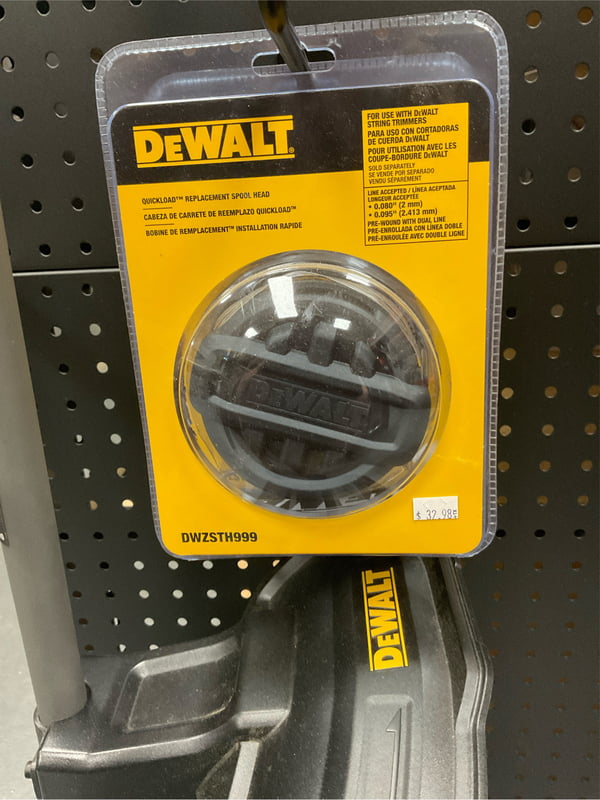 DEWALT®
FOR USE WITH DEWALT
STRING TRIMMERS
PARA USO CON CORTADORAS
DE CUERDA DEWALT
POUR UTILISATION AVEC LES
COUPE-BORDURE DEWALT
SOLD SEPARATELY
SE VENDE POR SEPARADO
VENDU SÉPARÉMENT
LINE ACCEPTED / LÍNEA ACEPTADA
LONGUEUR ACCEPTÉE
• 0.080" (2 mm)
• 0.095" (2.413 mm)
PRE-WOUND WITH DUAL LINE
PRE-ENROLLADA CON LÍNEA DOBLE
PRÉ-ENROULÉE AVEC DOUBLE LIGNE
QUICKLOAD™ REPLACEMENT SPOOL HEAD
CABEZA DE CARRETE DE REEMPLAZO QUICKLOAD™
BOBINE DE REMPLACEMENT™ INSTALLATION RAPIDE
DEWALT
$ 32.98
DWZSTH999
DEWALT